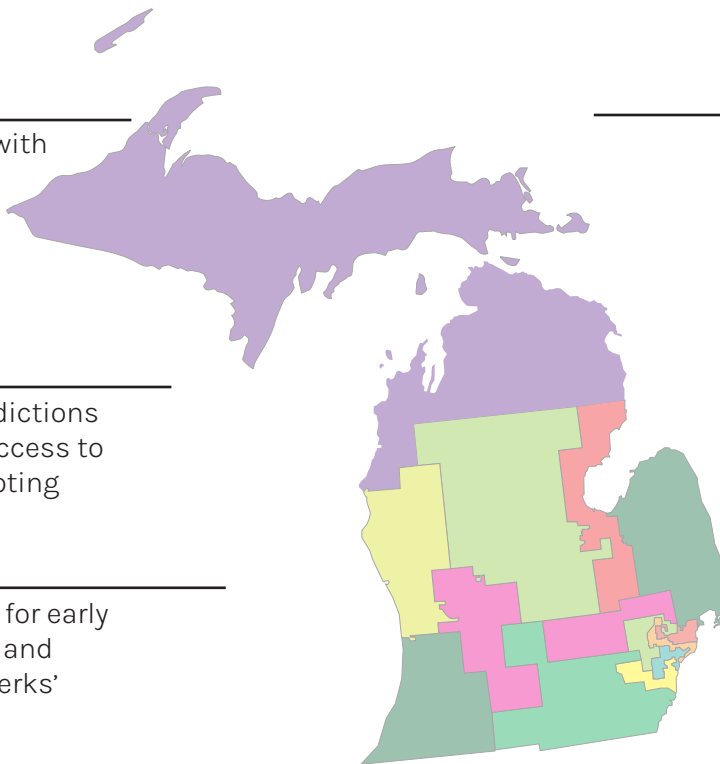 with
dictions
ccess to
oting
for early
and
erks’